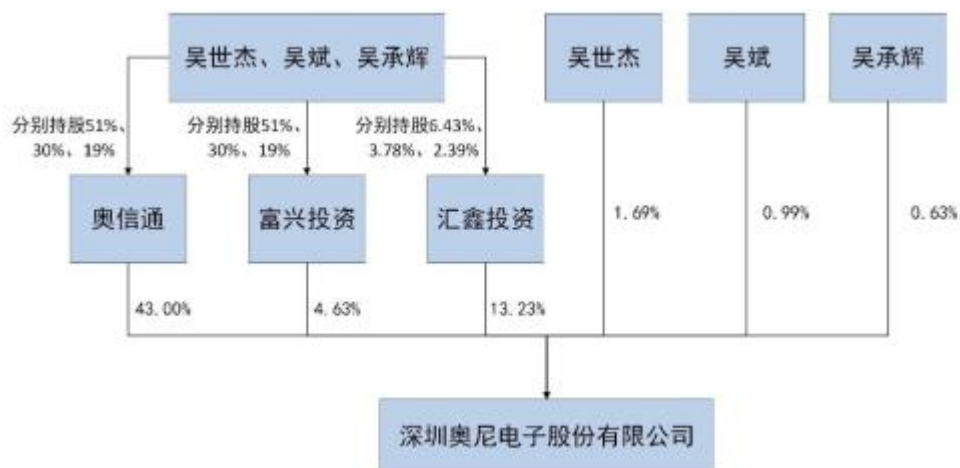 吴世杰、吴斌、吴承辉
吴世杰
吴斌
吴承辉
分别持股51%、
30%、19%
分别持股51%、
30%、19%
分别持股6.43%、
3.78%、2.39%
奥信通
富兴投资
汇鑫投资
1.69%
0.99%
0.63%
43.00%
4.63%
13.23%
深圳奥尼电子股份有限公司